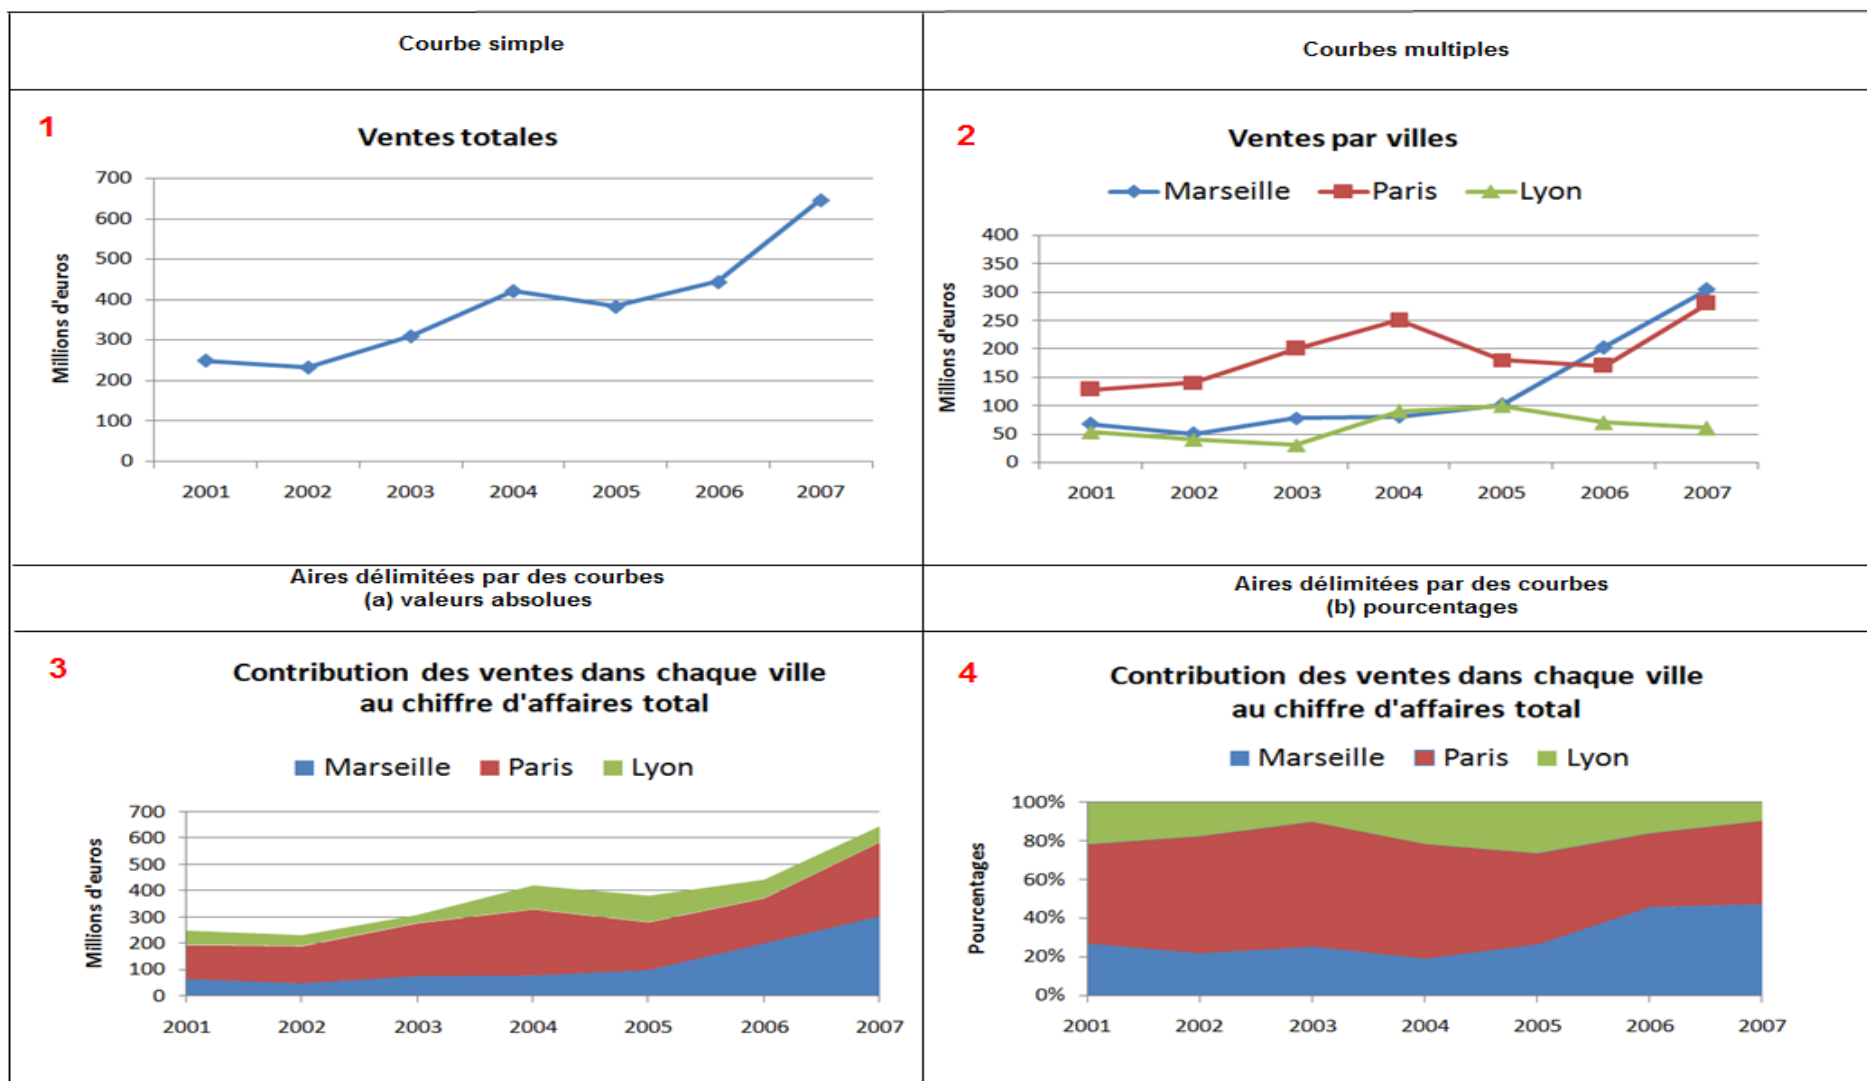 Courbe simple
Courbes multiples
1
Ventes totales
Millions d'euros
700
600
500
400
300
200
100
0
2001 2002 2003 2004 2005 2006 2007
2
Ventes par villes
Marseille Paris Lyon
Millions d'euros
400
350
300
250
200
150
100
50
0
2001 2002 2003 2004 2005 2006 2007
Aires délimitées par des courbes
(a) valeurs absolues
Aires délimitées par des courbes
(b) pourcentages
3
Contribution des ventes dans chaque ville
au chiffre d'affaires total
Marseille Paris Lyon
Millions d'euros
700
600
500
400
300
200
100
0
2001 2002 2003 2004 2005 2006 2007
4
Contribution des ventes dans chaque ville
au chiffre d'affaires total
Marseille Paris Lyon
Pourcentages
100%
80%
60%
40%
20%
0%
2001 2002 2003 2004 2005 2006 2007